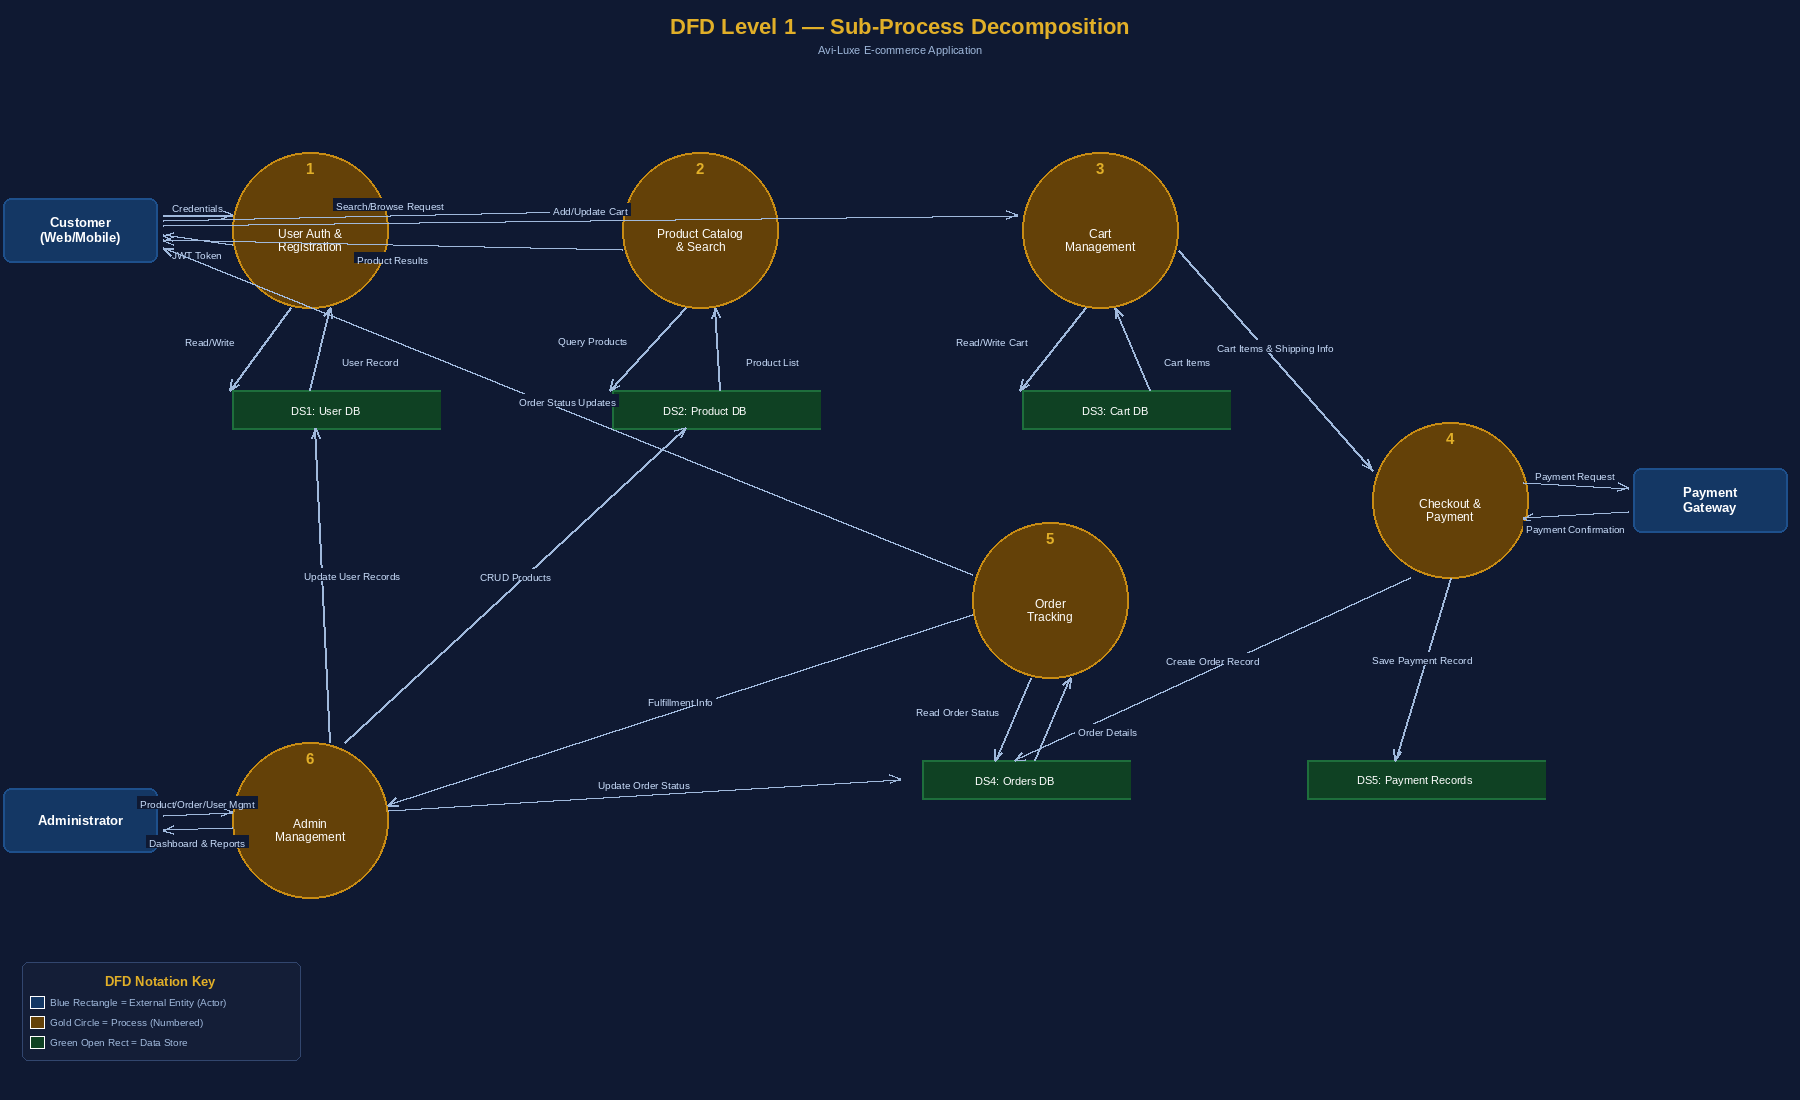 DFD Level 1 — Sub-Process Decomposition
Avi-Luxe E-commerce Application
1
2
3
Customer
(Web/Mobile)
Credentials
Search/Browse Request
Add/Update Cart
User Auth &
Registration
Product Catalog
& Search
Cart
Management
JWT Token
Product Results
Read/Write
User Record
Query Products
Product List
Read/Write Cart
Cart Items
Cart Items & Shipping Info
Order Status Updates
DS1: User DB
DS2: Product DB
DS3: Cart DB
4
Checkout &
Payment
Payment Request
Payment
Gateway
Payment Confirmation
5
Order
Tracking
Update User Records
CRUD Products
Create Order Record
Save Payment Record
Fulfillment Info
Read Order Status
Order Details
6
Update Order Status
DS4: Orders DB
DS5: Payment Records
Product/Order/User Mgmt
Administrator
Admin
Management
Dashboard & Reports
DFD Notation Key
Blue Rectangle = External Entity (Actor)
Gold Circle = Process (Numbered)
Green Open Rect = Data Store